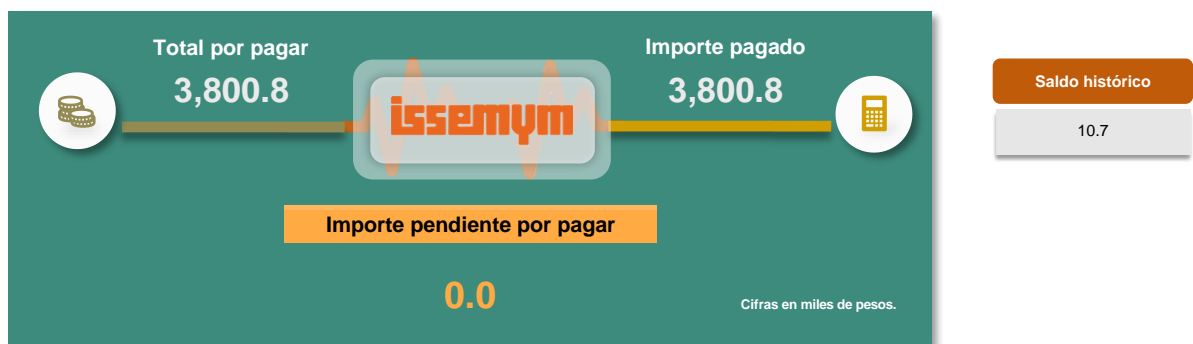 Total por pagar
3,800.8
issemym
Importe pagado
3,800.8
Importe pendiente por pagar
0.0
Cifras en miles de pesos.
Saldo histórico
10.7